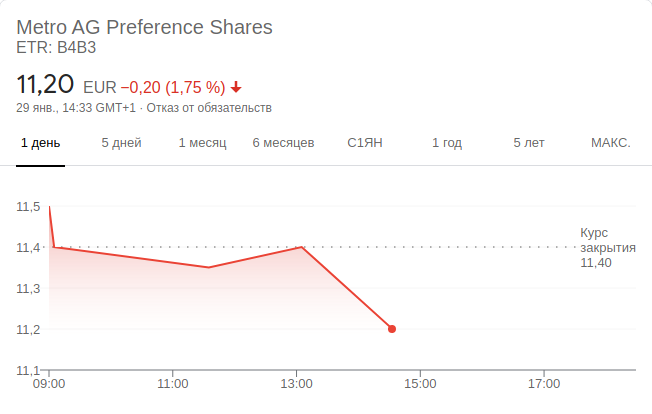 Metro AG Preference Shares
ETR: B4B3
11,20 EUR −0,20 (1,75 %)
29 янв., 14:33 GMT+1 · Отказ от обязательств
1 день 5 дней 1 месяц 6 месяцев С1ЯН 1 год 5 лет МАКС.
11,5
Курс
11,4 закрытия
11,40
11,3
11,2
11,1
09:00 11:00 13:00 15:00 17:00